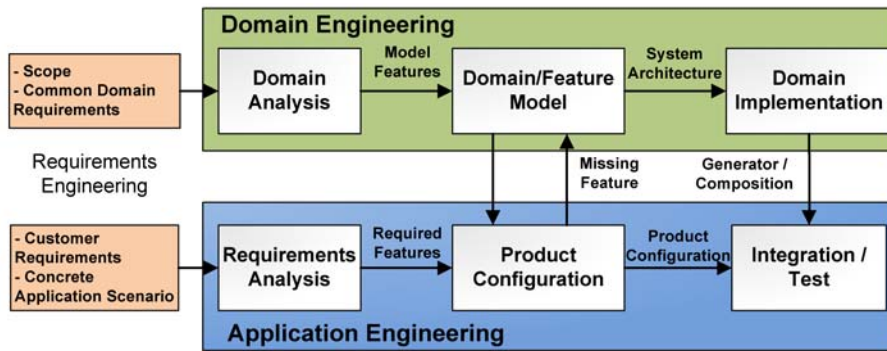 Domain Engineering
- Scope
- Common Domain
Requirements
Domain
Analysis
Model
Features
Domain/Feature
Model
System
Architecture
Domain
Implementation
Requirements
Engineering
Missing
Feature
Generator /
Composition
- Customer
Requirements
- Concrete
Application Scenario
Requirements
Analysis
Required
Features
Product
Configuration
Product
Configuration
Integration /
Test
Application Engineering